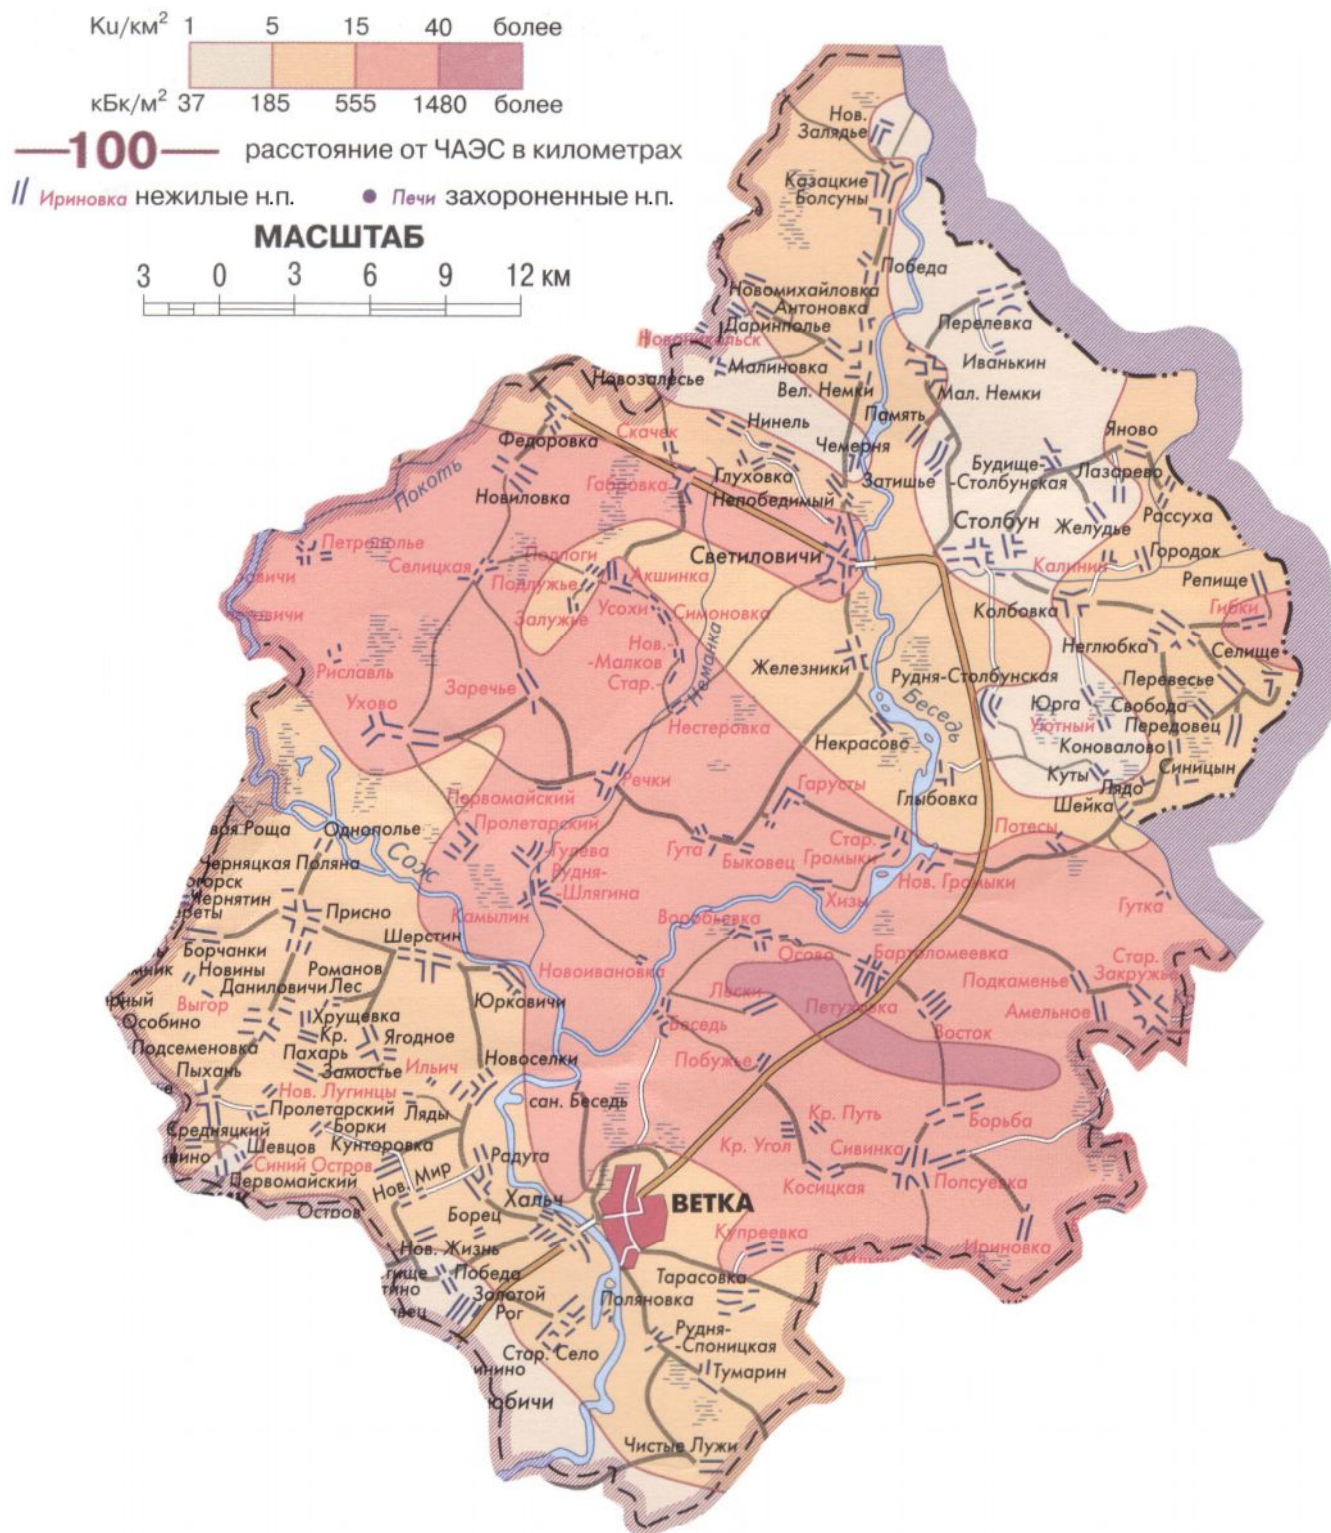 Ки/км² 1 5 15 40 более
кБк/м² 37 185 555 1480 более
100 расстояние от ЧАЭС в километрах
Ириновка нежилые н.п. Печи захороненные н.п.
МАСШТАБ
3 0 3 6 9 12 км
Нов.
Залядье
Казацкие
Болсуны
Победа
Новомихайловка
Антоновка
Даринполье
Перелевка
Новоникольск
Иванькин
Малиновка
Новозалесье
Вел. Немки
Мал. Немки
Память
Нинель
Скачек
Федоровка
Чемерня
Яново
Покоть
Глуховка
Будище-
-Столбунская
Лазарево
Затишье
Новиловка
Габровка
Непобедимый
Столбун
Желудье
Рассуха
Петрополье
Светиловичи
Городок
Подлоги
Селицкая
Калинин
Репище
Подлужье
Акшинка
Залужье
Усохи
Симоновка
Колбовка
Гибки
Нов.-
-Малков
Стар.-
Неманка
Неглюбка
Селище
Риславль
Железники
Рудня-Столбунская
Заречье
Перевесье
Беседь
Юрга
Свобода
Ухово
Нестеровка
Уютный
Передовец
Некрасово
Коновалово
Речки
Куты
Синицын
Гарусты
Глыбовка
Лядо
Первомайский
Шейка
Пролетарский
Однополье
Потесы
Сож
Гулева
Гута
Быковец
Стар.
Громыки
Черняцкая Поляна
Рудня-
-Шлягина
Нов. Громыки
Чернятин
Хизы
Гутка
Присно
Камылин
Воробьевка
Шерстин
Борчанки
Осова
Бартоломеевка
Стар.
Закружье
Новины
Романов
Новоивановка
Подкаменье
Даниловичи
Лес
Выгор
Юрковичи
Ласки
Петуховка
Амельное
Хрущевка
Особино
Беседь
Восток
Кр.
Пахарь
Ягодное
Подсеменовка
Новоселки
Побужье
Пыхань
Замостье
Ильич
Нов. Лугинцы
сан. Беседь
Пролетарский
Ляды
Кр. Путь
Борьба
Борки
Средняцкий
Кр. Угол
Сивинка
Шевцов
Кунторовка
Радуга
Синий Остров
Косицкая
Попсуевка
Первомайский
Нов. Мир
Хальч
ВЕТКА
Остров
Борец
Купреевка
Ириновка
Нов. Жизнь
Победа
Тарасовка
Золотой
Рог
Поляновка
Рудня-
-Споницкая
Стар. Село
Тумарин
Чистые Лужи